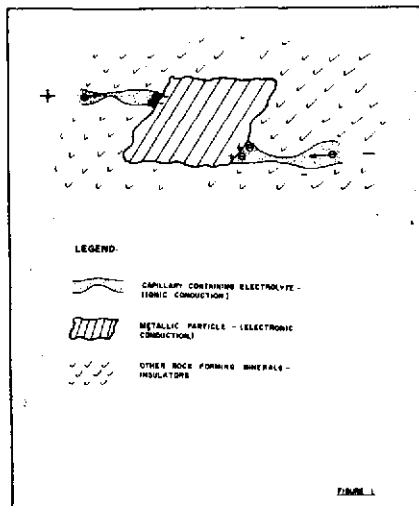 +
−
LEGEND-
CAPILLARY CONTAINING ELECTROLYTE -
(IONIC CONDUCTION)
METALLIC PARTICLE - (ELECTRONIC
CONDUCTION)
OTHER ROCK FORMING MINERALS -
INSULATORS
FIGURE 1.